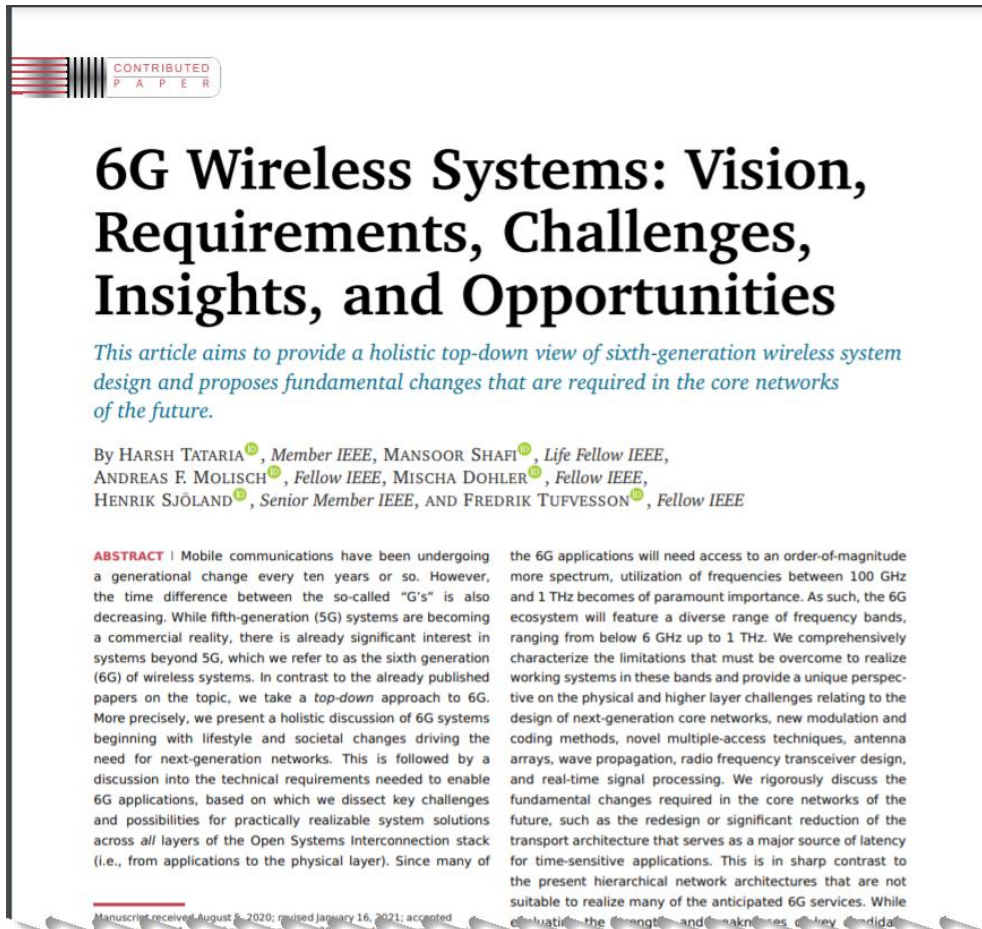 CONTRIBUTED
PAPER
6G Wireless Systems: Vision,
Requirements, Challenges,
Insights, and Opportunities
This article aims to provide a holistic top-down view of sixth-generation wireless system
design and proposes fundamental changes that are required in the core networks
of the future.
By HARSH TATARIA iD, Member IEEE, MANSOOR SHAFI iD, Life Fellow IEEE,
ANDREAS F. MOLISCH iD, Fellow IEEE, MISCHA DOHLER iD, Fellow IEEE,
HENRIK SJÖLAND iD, Senior Member IEEE, AND FREDRIK TUFVESSON iD, Fellow IEEE
ABSTRACT | Mobile communications have been undergoing
a generational change every ten years or so. However,
the time difference between the so-called “G’s” is also
decreasing. While fifth-generation (5G) systems are becoming
a commercial reality, there is already significant interest in
systems beyond 5G, which we refer to as the sixth generation
(6G) of wireless systems. In contrast to the already published
papers on the topic, we take a top-down approach to 6G.
More precisely, we present a holistic discussion of 6G systems
beginning with lifestyle and societal changes driving the
need for next-generation networks. This is followed by a
discussion into the technical requirements needed to enable
6G applications, based on which we dissect key challenges
and possibilities for practically realizable system solutions
across all layers of the Open Systems Interconnection stack
(i.e., from applications to the physical layer). Since many of
Manuscript received August 5, 2020; revised January 16, 2021; accepted
the 6G applications will need access to an order-of-magnitude
more spectrum, utilization of frequencies between 100 GHz
and 1 THz becomes of paramount importance. As such, the 6G
ecosystem will feature a diverse range of frequency bands,
ranging from below 6 GHz up to 1 THz. We comprehensively
characterize the limitations that must be overcome to realize
working systems in these bands and provide a unique perspec-
tive on the physical and higher layer challenges relating to the
design of next-generation core networks, new modulation and
coding methods, novel multiple-access techniques, antenna
arrays, wave propagation, radio frequency transceiver design,
and real-time signal processing. We rigorously discuss the
fundamental changes required in the core networks of the
future, such as the redesign or significant reduction of the
transport architecture that serves as a major source of latency
for time-sensitive applications. This is in sharp contrast to
the present hierarchical network architectures that are not
suitable to realize many of the anticipated 6G services. While
evaluating the strengths and weaknesses of key